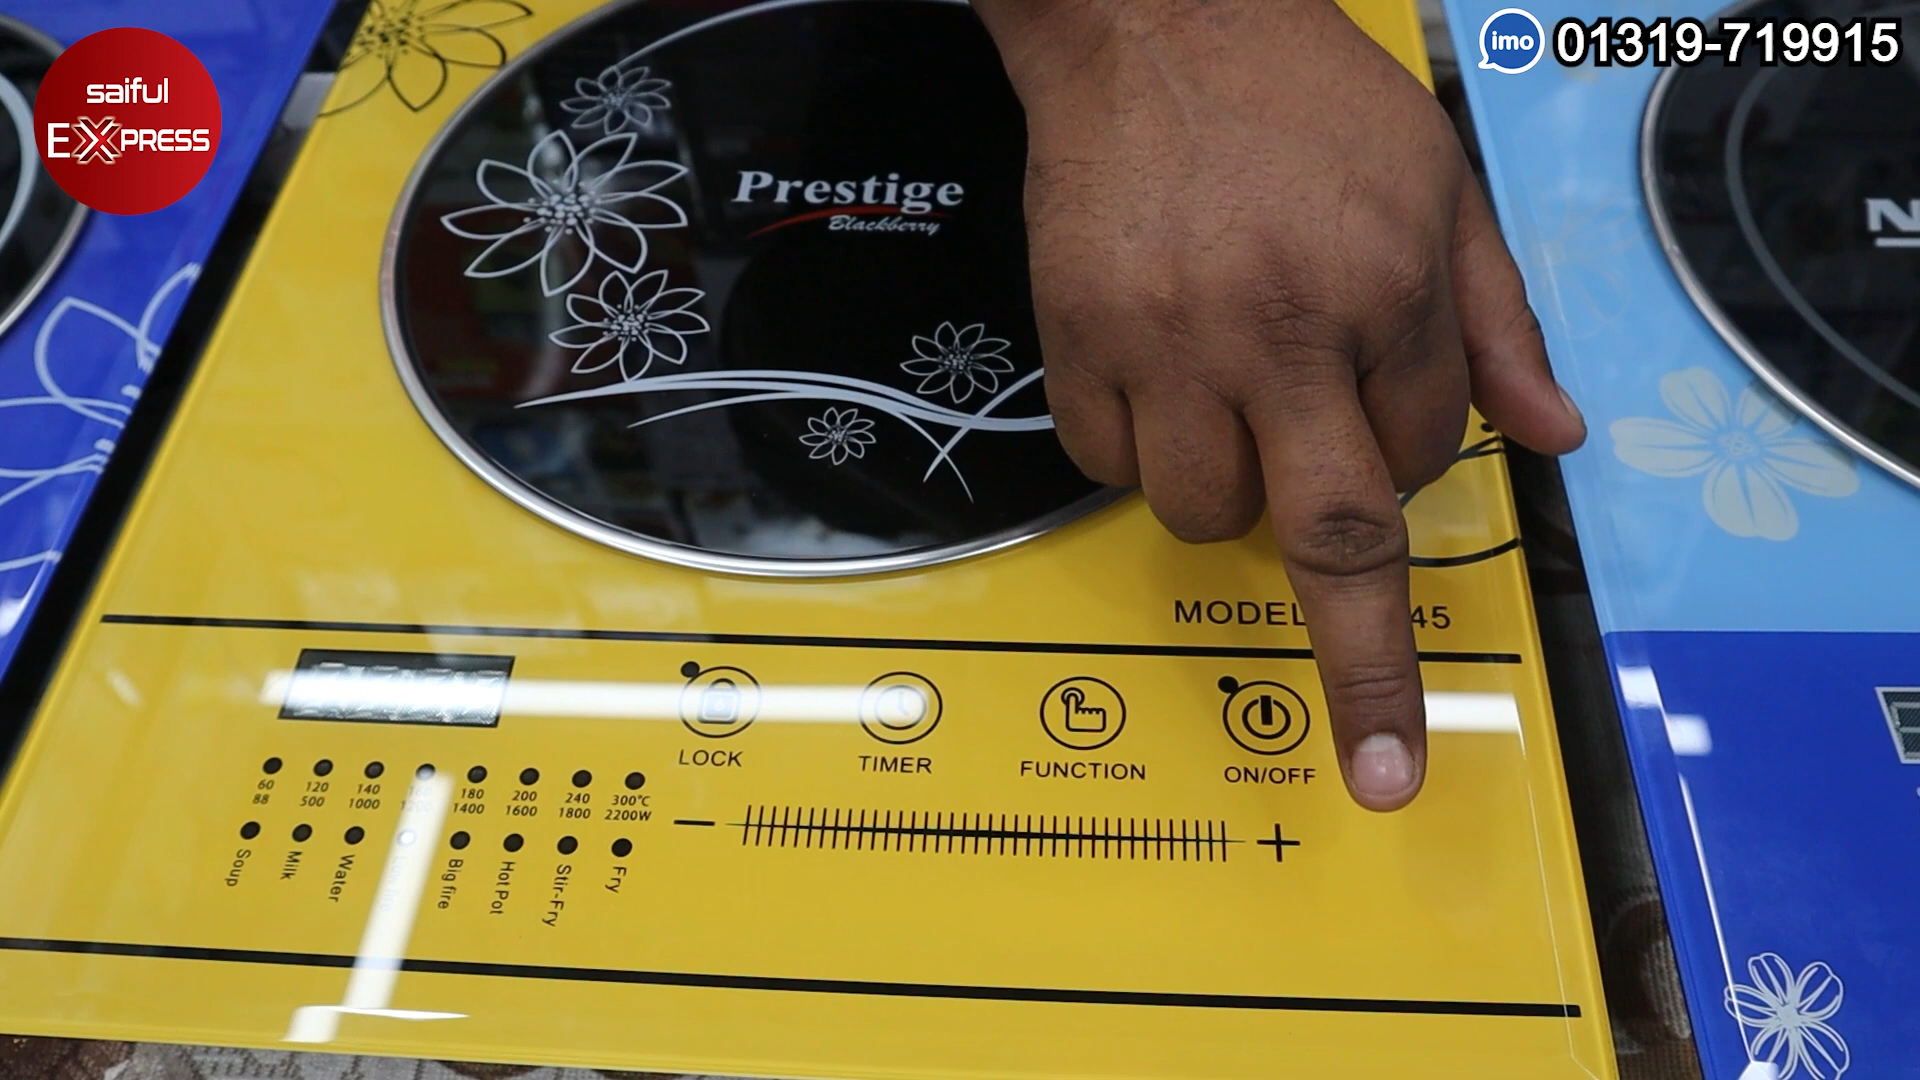 saiful
EXPRESS
imo 01319-719915
Prestige
Blackberry
N
MODEL 45
LOCK
TIMER
FUNCTION
ON/OFF
60 120 140 180 200 240 300°C
88 500 1000 1400 1600 1800 2200W
Soup Milk Water Big fire Hot Pot Stir-Fry Fry
− +